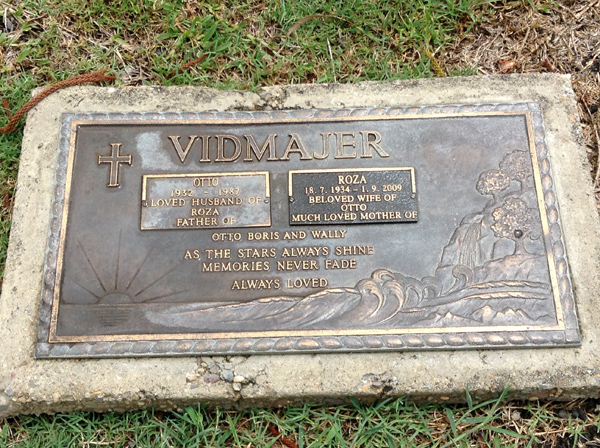 VIDMAJER
OTTO
1932 - 1987
LOVED HUSBAND OF
ROZA
FATHER OF
ROZA
18. 7. 1934 - 1. 9. 2009
BELOVED WIFE OF
OTTO
MUCH LOVED MOTHER OF
OTTO BORIS AND WALLY
AS THE STARS ALWAYS SHINE
MEMORIES NEVER FADE
ALWAYS LOVED